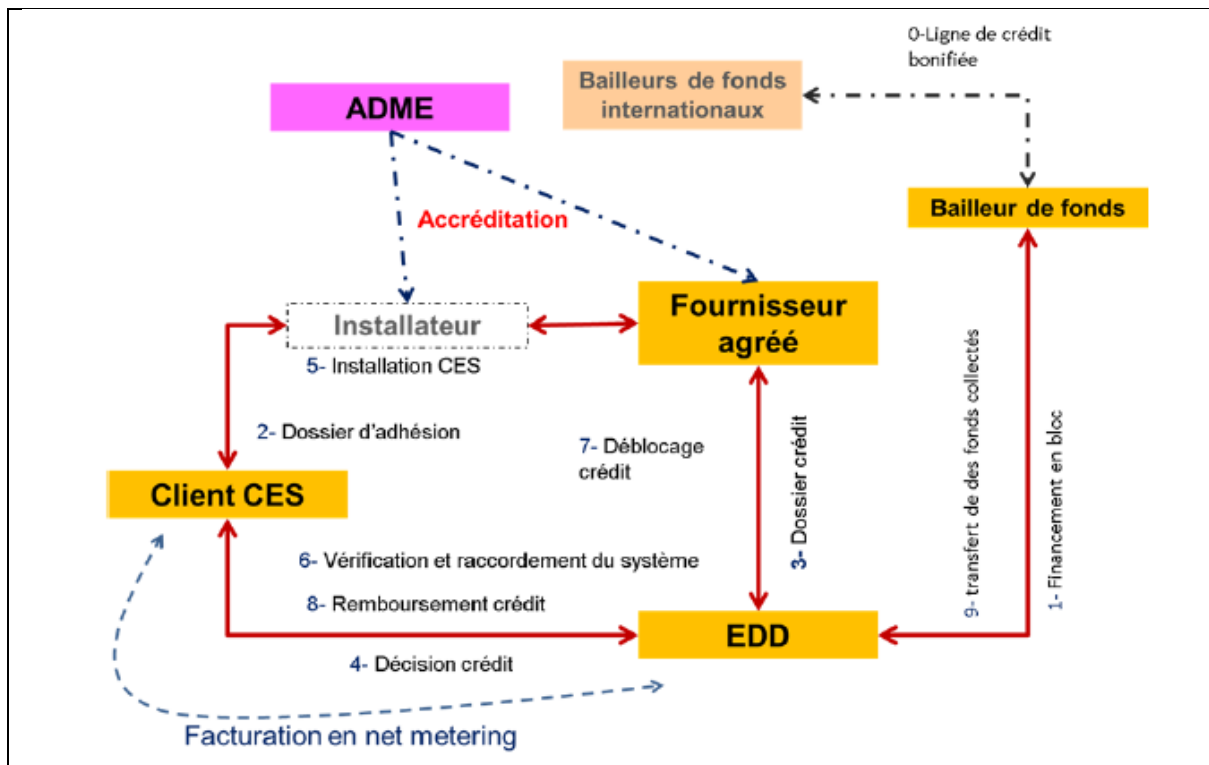 0-Ligne de crédit
bonifiée
Bailleurs de fonds
internationaux
ADME
Bailleur de fonds
Accréditation
Fournisseur
agréé
Installateur
5- Installation CES
2- Dossier d'adhésion
7- Déblocage
crédit
3- Dossier crédit
9- transfert de des fonds collectés
1- Financement en bloc
Client CES
6- Vérification et raccordement du système
8- Remboursement crédit
EDD
4- Décision crédit
Facturation en net metering